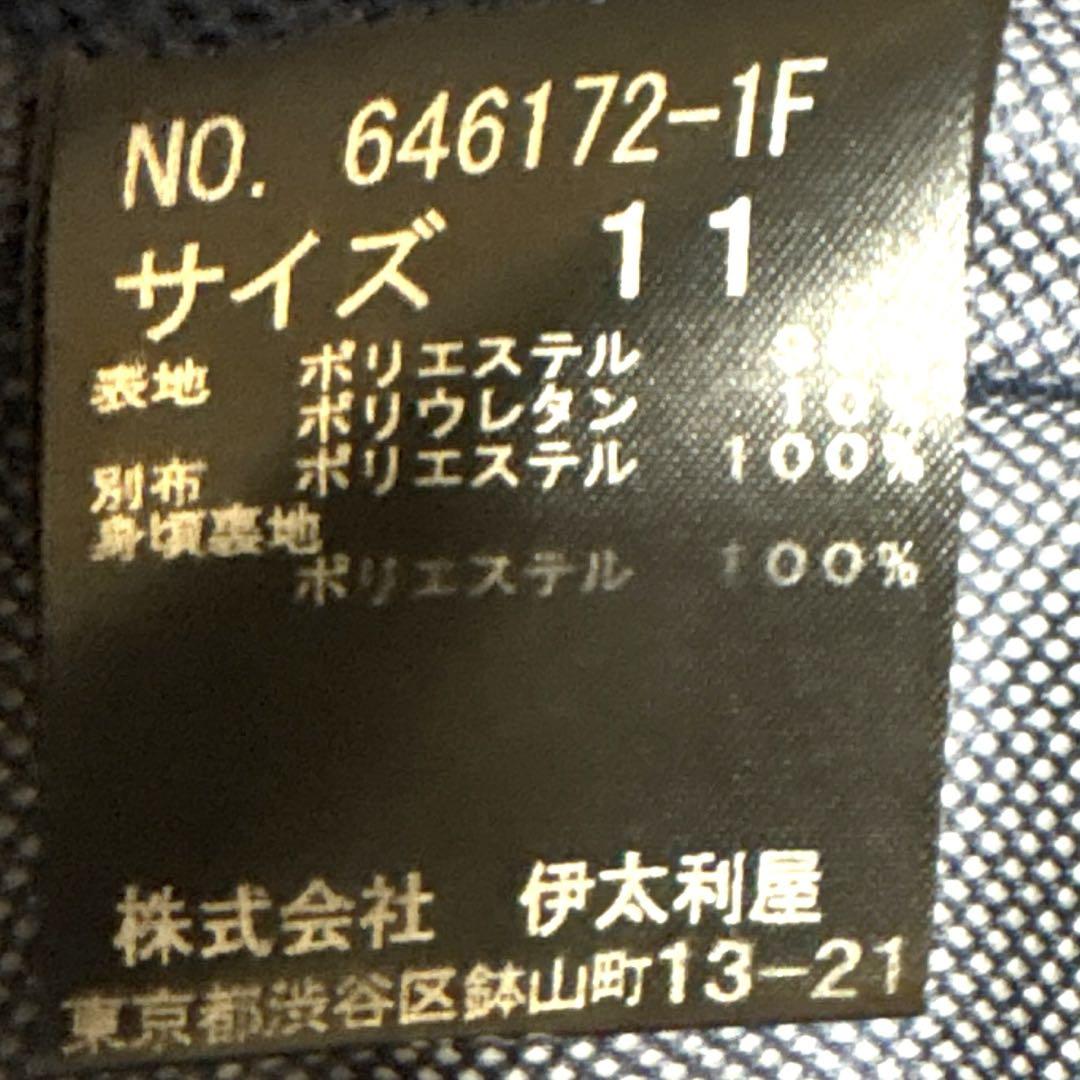 NO. 646172-1F
サイズ 11
表地 ポリエステル
ポリウレタン 10%
別布 ポリエステル 100%
身頃裏地
ポリエステル 100%
株式会社 伊太利屋
東京都渋谷区鉢山町13-21